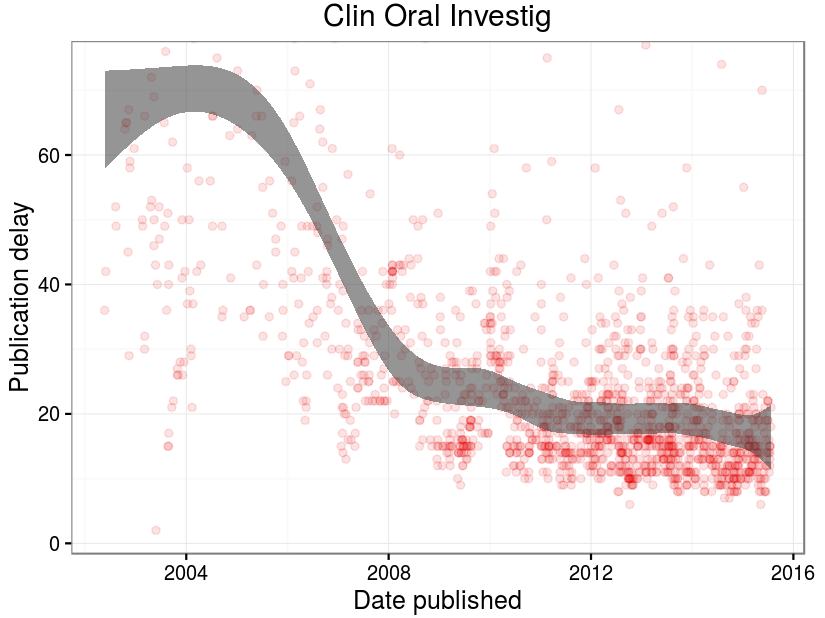 Clin Oral Investig
Publication delay
60
40
20
0
2004
2008
2012
2016
Date published